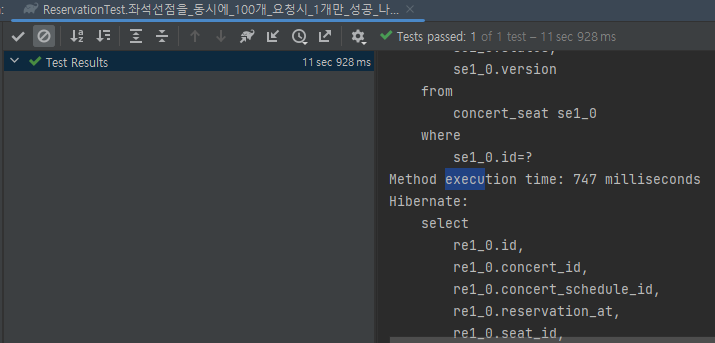 ReservationTest.좌석선점을_동시에_100개_요청시_1개만_성공_나...
Tests passed: 1 of 1 test – 11 sec 928 ms
Test Results 11 sec 928 ms
se1_0.version
from
concert_seat se1_0
where
se1_0.id=?
Method execution time: 747 milliseconds
Hibernate:
select
re1_0.id,
re1_0.concert_id,
re1_0.concert_schedule_id,
re1_0.reservation_at,
re1_0.seat_id,